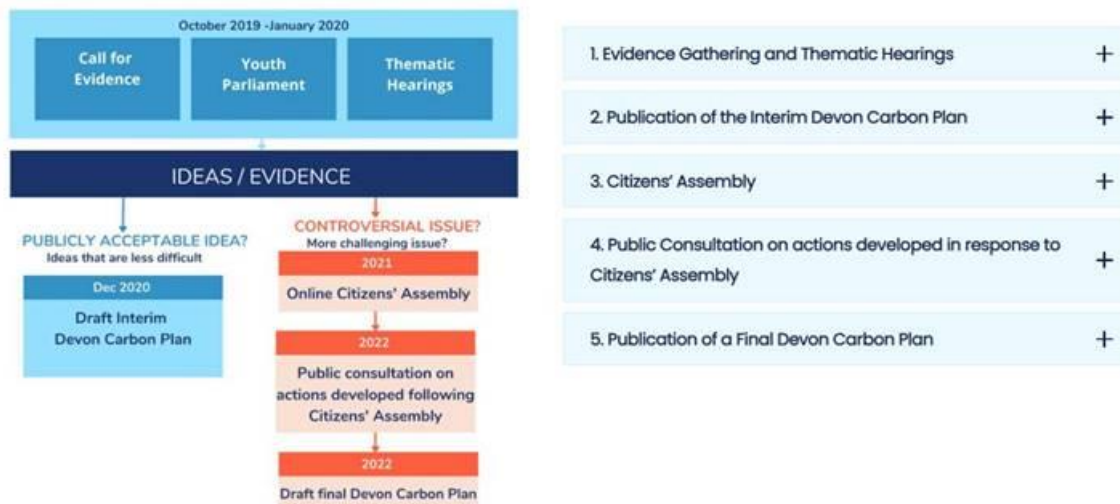 October 2019 -January 2020
Call for
Evidence
Youth
Parliament
Thematic
Hearings
IDEAS / EVIDENCE
PUBLICLY ACCEPTABLE IDEA?
Ideas that are less difficult
Dec 2020
Draft Interim
Devon Carbon Plan
CONTROVERSIAL ISSUE?
More challenging issue?
2021
Online Citizens' Assembly
2022
Public consultation on
actions developed following
Citizens' Assembly
2022
Draft final Devon Carbon Plan
1. Evidence Gathering and Thematic Hearings +
2. Publication of the Interim Devon Carbon Plan +
3. Citizens' Assembly +
4. Public Consultation on actions developed in response to
Citizens' Assembly +
5. Publication of a Final Devon Carbon Plan +